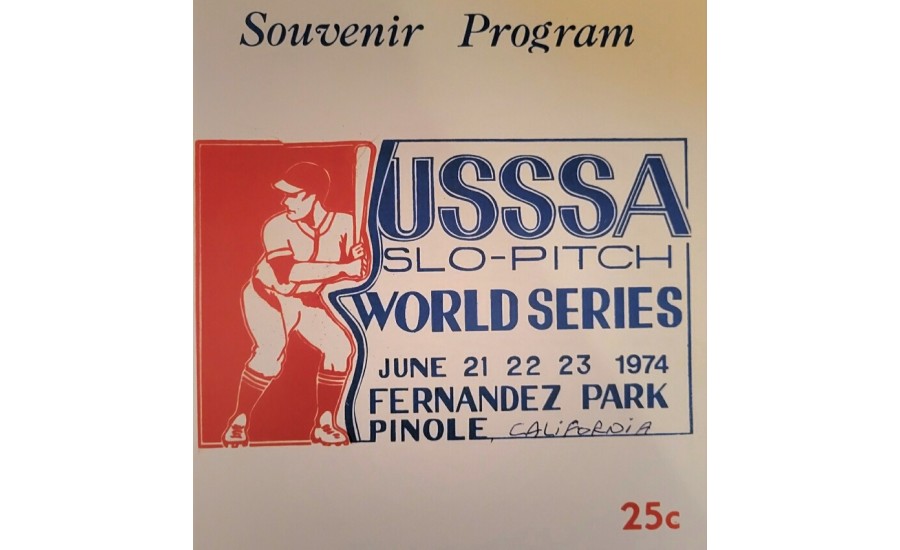 Souvenir Program
USSSA
SLO-PITCH
WORLD SERIES
JUNE 21 22 23 1974
FERNANDEZ PARK
PINOLE, CALIFORNIA
25c